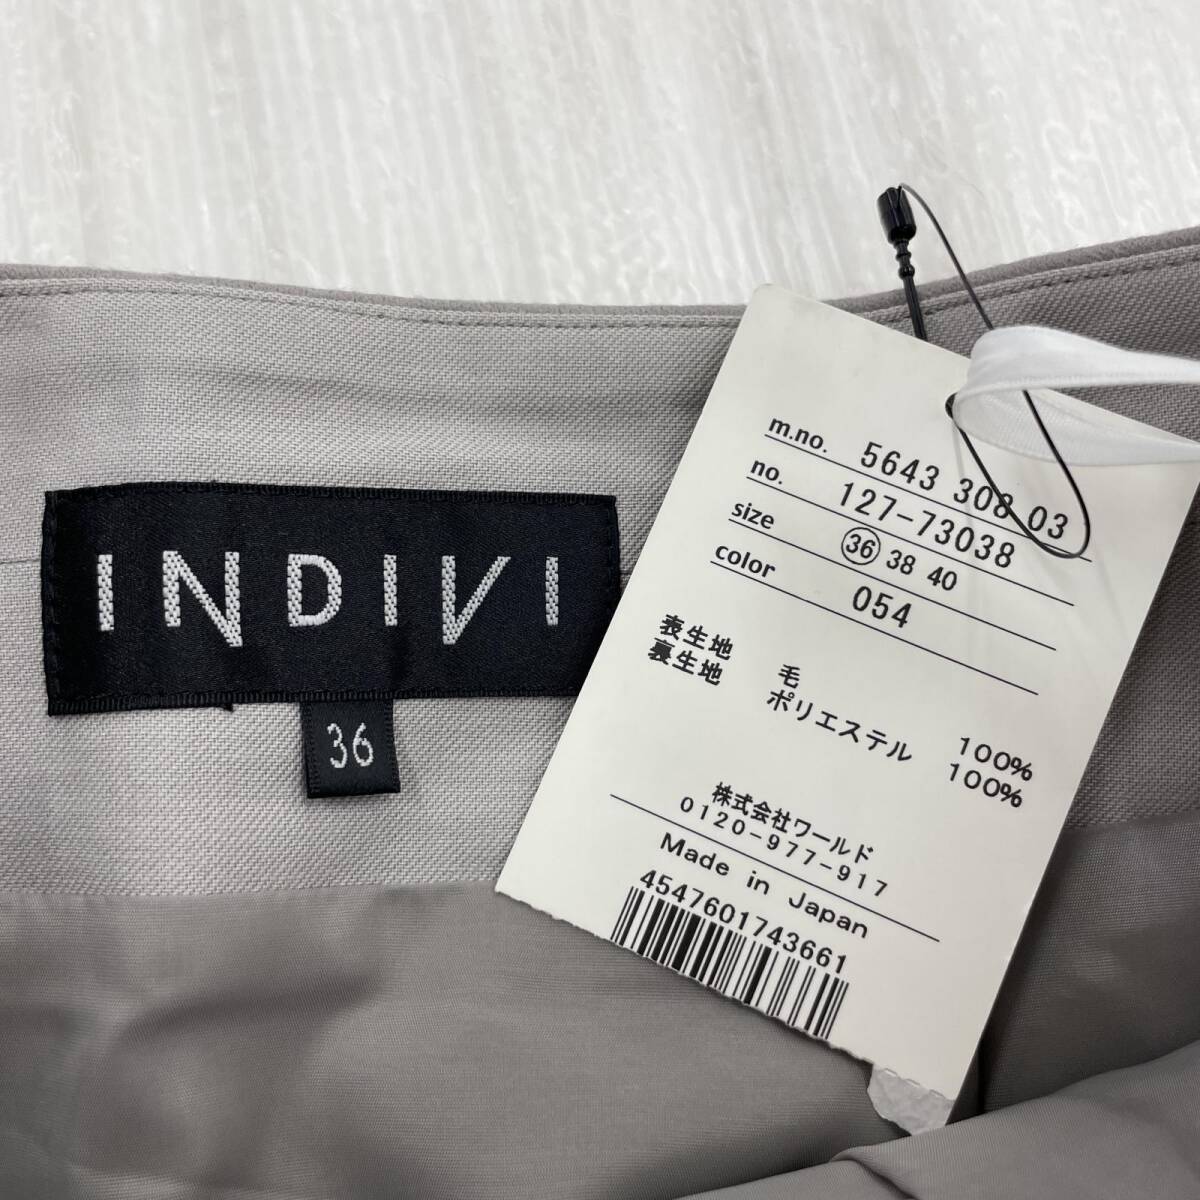 INDIVI
36
m.no. 5643 308 03
no. 127-73038
size 36 38 40
color 054
表生地 毛 100%
裏生地 ポリエステル 100%
株式会社ワールド
0120-977-917
Made in Japan
4547601743661